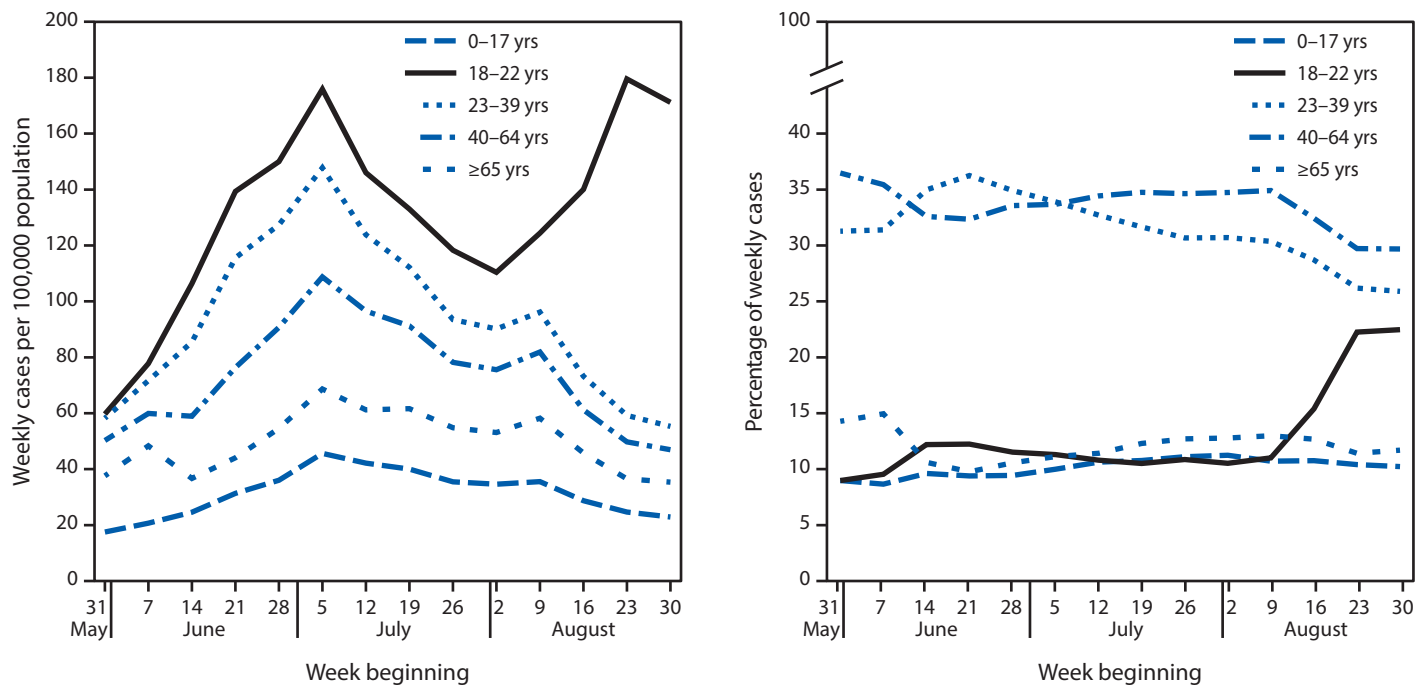 Weekly cases per 100,000 population
200
180
160
140
120
100
80
60
40
20
0
0–17 yrs
18–22 yrs
23–39 yrs
40–64 yrs
≥65 yrs
31 7 14 21 28 5 12 19 26 2 9 16 23 30
May June July August
Week beginning
Percentage of weekly cases
100
40
35
30
25
20
15
10
5
0
0–17 yrs
18–22 yrs
23–39 yrs
40–64 yrs
≥65 yrs
31 7 14 21 28 5 12 19 26 2 9 16 23 30
May June July August
Week beginning